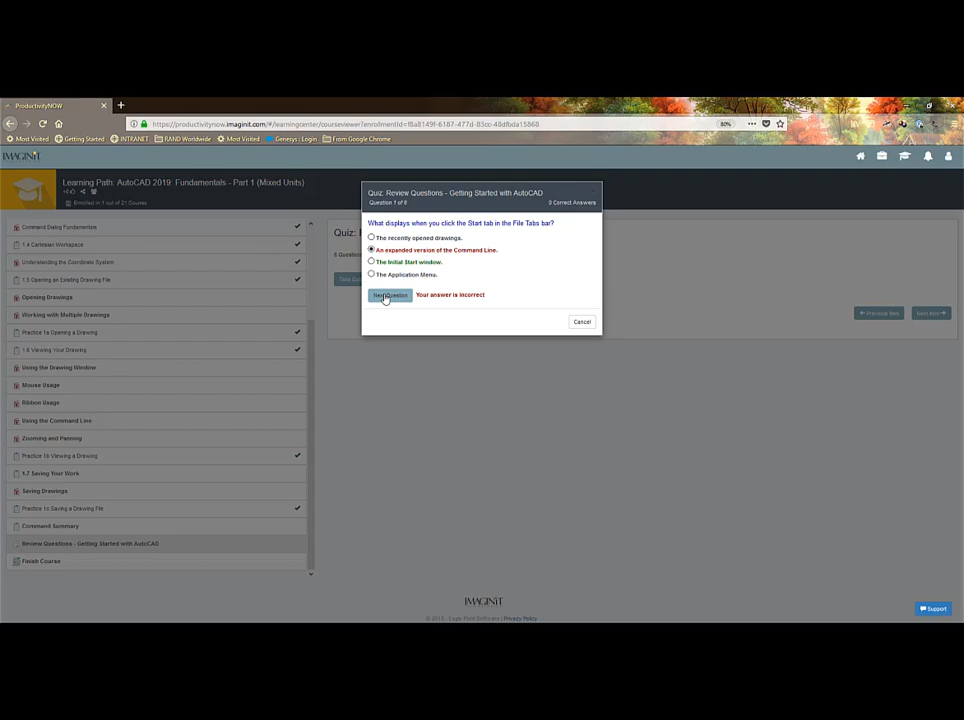 ProductivityNOW
https://productivitynow.imaginit.com/#/learningcenter/courseviewer?enrollmentId=f8a8149f-6187-477d-83cc-48dfbda15868
80%
Most Visited
Getting Started
INTRANET
RAND Worldwide
Most Visited
Genesys | Login
From Google Chrome
IMAGINiT
Learning Path: AutoCAD 2019: Fundamentals - Part 1 (Mixed Units)
Enrolled in 1 out of 21 Courses
Command Dialog Fundamentals
1.4 Cartesian Workspace
Understanding the Coordinate System
1.5 Opening an Existing Drawing File
Opening Drawings
Working with Multiple Drawings
Practice 1a Opening a Drawing
1.6 Viewing Your Drawing
Using the Drawing Window
Mouse Usage
Ribbon Usage
Using the Command Line
Zooming and Panning
Practice 1b Viewing a Drawing
1.7 Saving Your Work
Saving Drawings
Practice 1c Saving a Drawing File
Command Summary
Review Questions - Getting Started with AutoCAD
Finish Course
Quiz:
Previous Item
Next Item
Quiz: Review Questions - Getting Started with AutoCAD
Question 1 of 8
0 Correct Answers
What displays when you click the Start tab in the File Tabs bar?
The recently opened drawings.
An expanded version of the Command Line.
The Initial Start window.
The Application Menu.
Next Question
Your answer is incorrect
Cancel
IMAGINiT
Eagle Point Software | Privacy Policy
Support